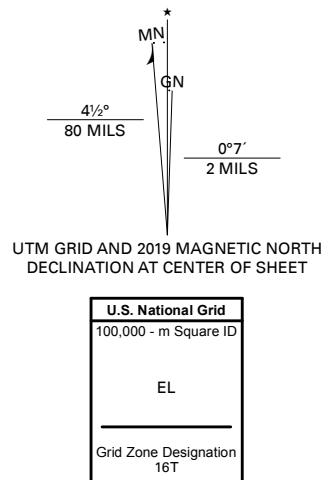 ★
MN
GN
4½°
80 MILS
0°7´
2 MILS
UTM GRID AND 2019 MAGNETIC NORTH
DECLINATION AT CENTER OF SHEET
U.S. National Grid
100,000 - m Square ID
EL
Grid Zone Designation
16T